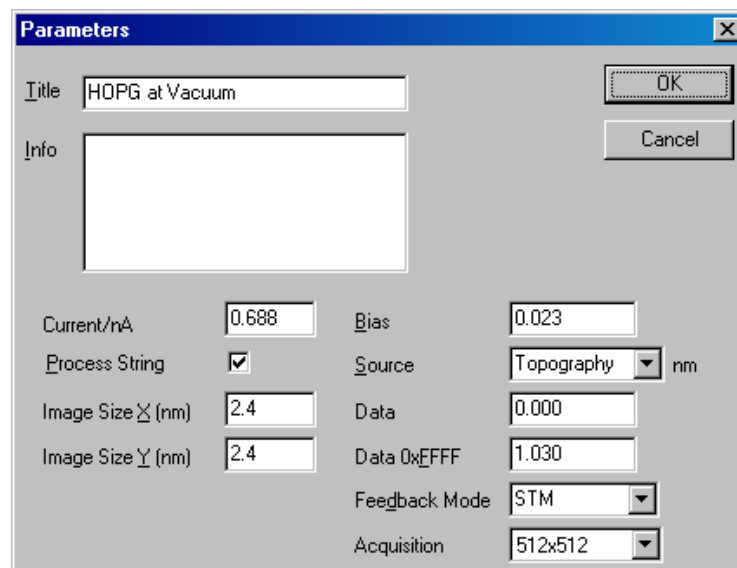 Parameters
Title HOPG at Vacuum
OK
Info
Cancel
Current/nA 0.688 Bias 0.023
Process String Source Topography nm
Image Size X (nm) 2.4 Data 0.000
Image Size Y (nm) 2.4 Data 0xFFFF 1.030
Feedback Mode STM
Acquisition 512x512